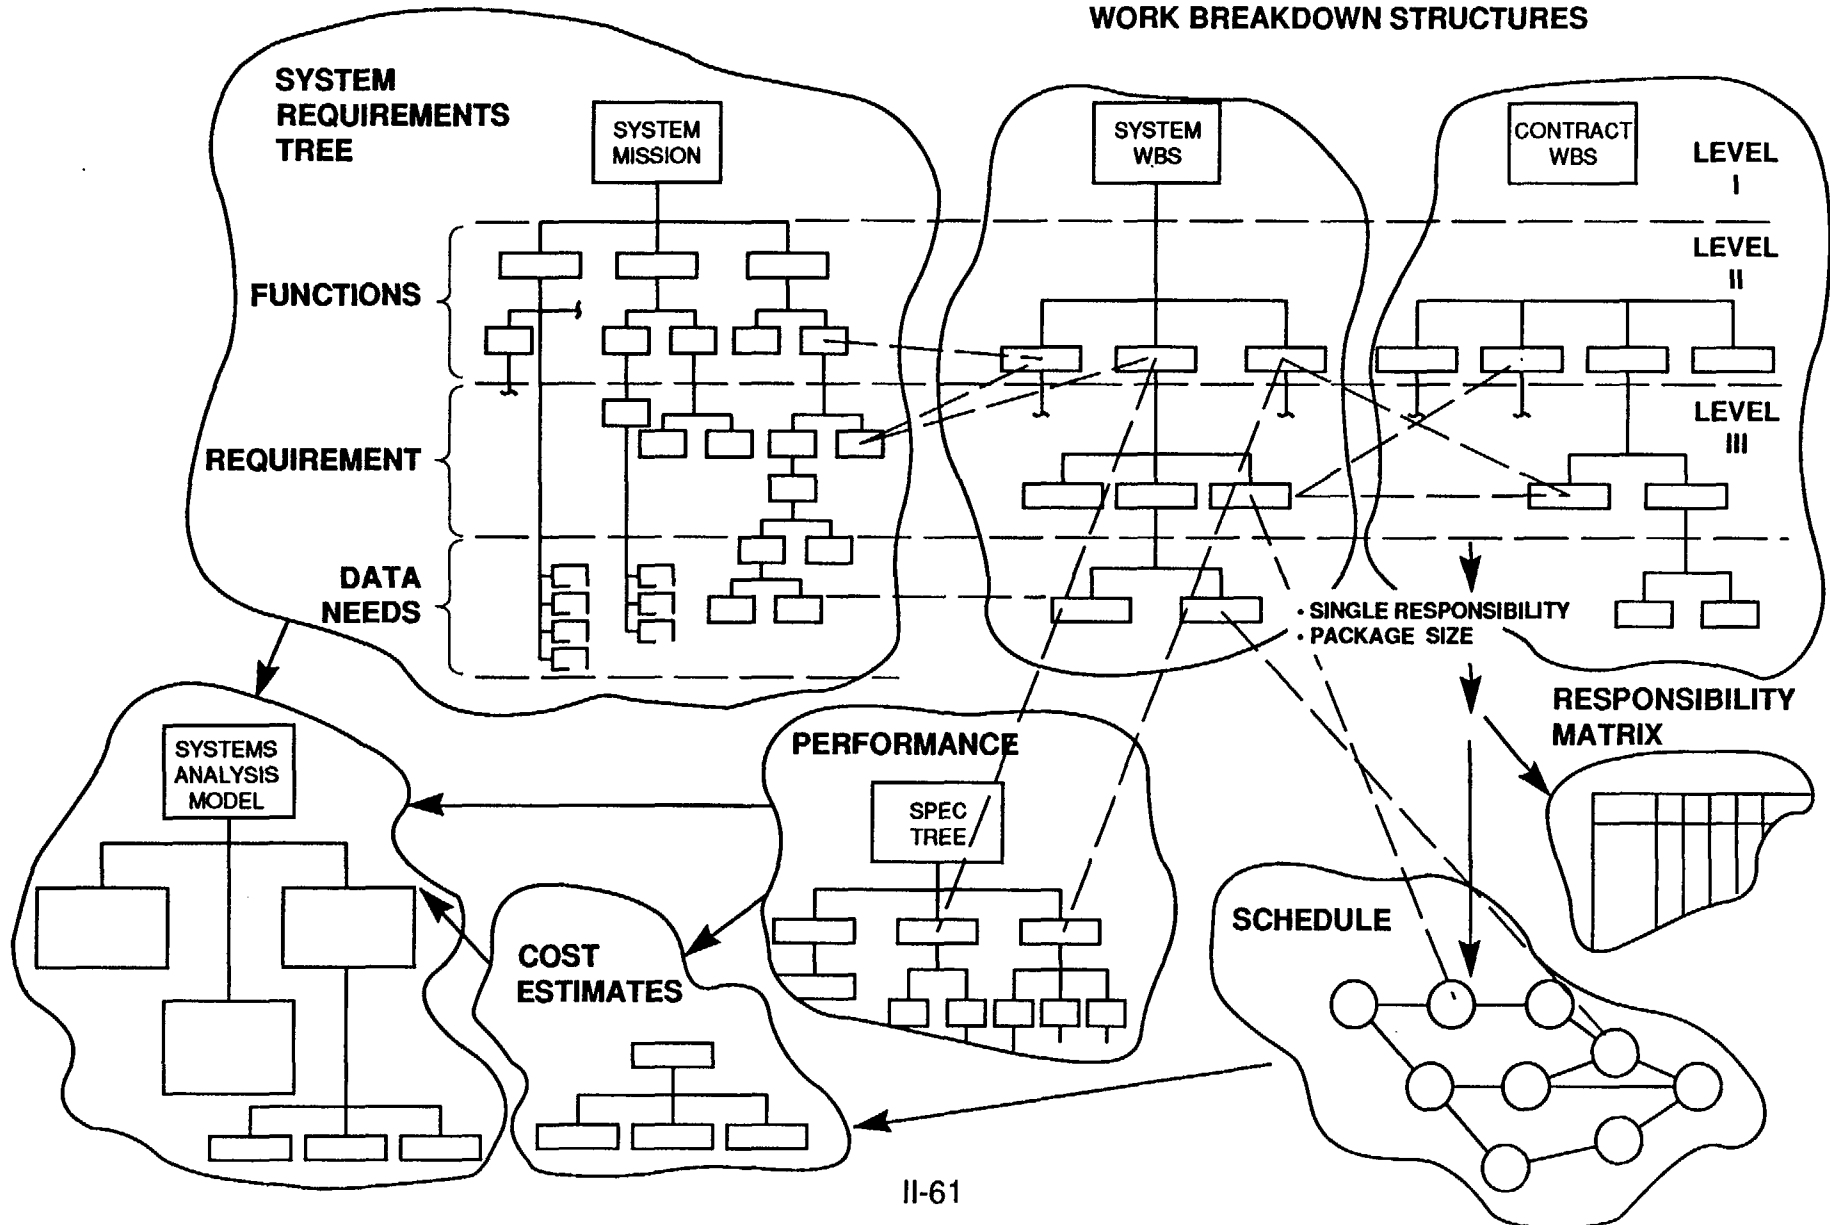 WORK BREAKDOWN STRUCTURES
SYSTEM
REQUIREMENTS
TREE
SYSTEM
MISSION
SYSTEM
WBS
CONTRACT
WBS
LEVEL
I
LEVEL
II
FUNCTIONS
LEVEL
III
REQUIREMENT
DATA
NEEDS
• SINGLE RESPONSIBILITY
• PACKAGE SIZE
RESPONSIBILITY
MATRIX
SYSTEMS
ANALYSIS
MODEL
PERFORMANCE
SPEC
TREE
SCHEDULE
COST
ESTIMATES
II-61